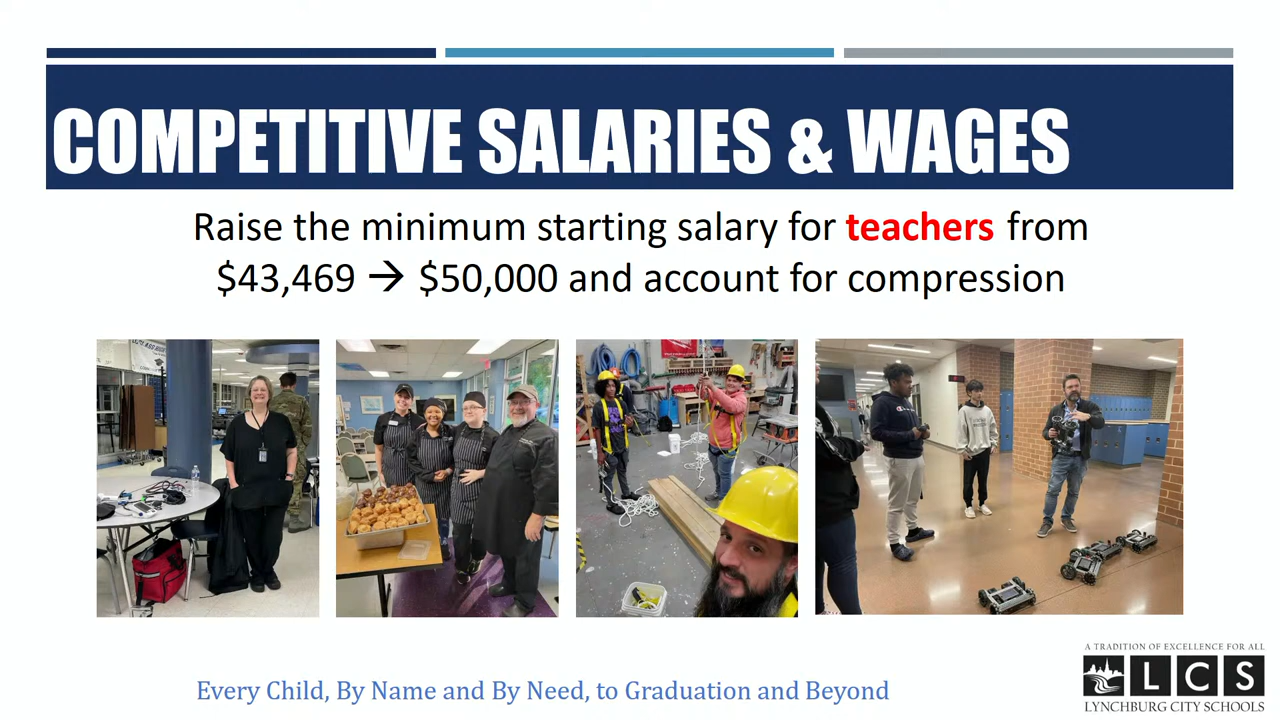 COMPETITIVE SALARIES & WAGES
Raise the minimum starting salary for teachers from
$43,469 → $50,000 and account for compression
Every Child, By Name and By Need, to Graduation and Beyond
A TRADITION OF EXCELLENCE FOR ALL
LCS
LYNCHBURG CITY SCHOOLS